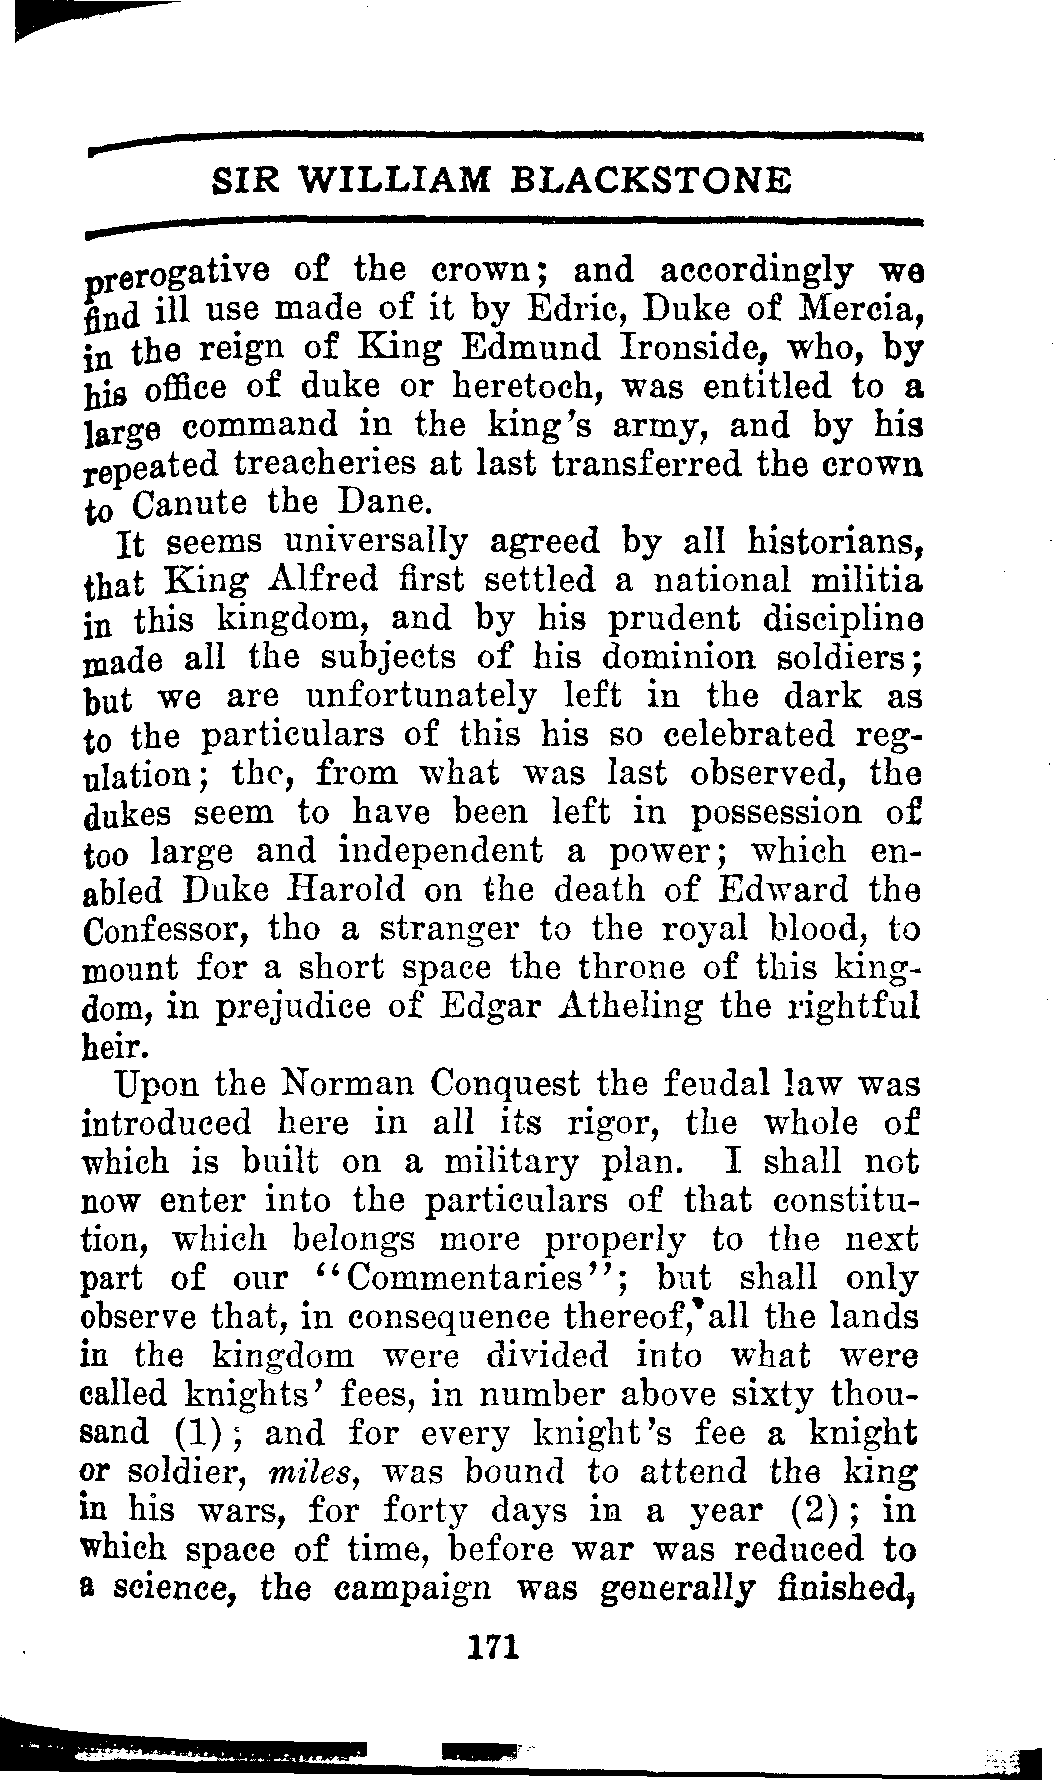 SIR WILLIAM BLACKSTONE
prerogative of the crown; and accordingly we
find ill use made of it by Edric, Duke of Mercia,
in the reign of King Edmund Ironside, who, by
his office of duke or heretoch, was entitled to a
large command in the king's army, and by his
repeated treacheries at last transferred the crown
to Canute the Dane.
It seems universally agreed by all historians,
that King Alfred first settled a national militia
in this kingdom, and by his prudent discipline
made all the subjects of his dominion soldiers;
but we are unfortunately left in the dark as
to the particulars of this his so celebrated reg-
ulation; tho, from what was last observed, the
dukes seem to have been left in possession of
too large and independent a power; which en-
abled Duke Harold on the death of Edward the
Confessor, tho a stranger to the royal blood, to
mount for a short space the throne of this king-
dom, in prejudice of Edgar Atheling the rightful
heir.
Upon the Norman Conquest the feudal law was
introduced here in all its rigor, the whole of
which is built on a military plan. I shall not
now enter into the particulars of that constitu-
tion, which belongs more properly to the next
part of our "Commentaries"; but shall only
observe that, in consequence thereof, all the lands
in the kingdom were divided into what were
called knights' fees, in number above sixty thou-
sand (1); and for every knight's fee a knight
or soldier, miles, was bound to attend the king
in his wars, for forty days in a year (2); in
which space of time, before war was reduced to
a science, the campaign was generally finished,
171